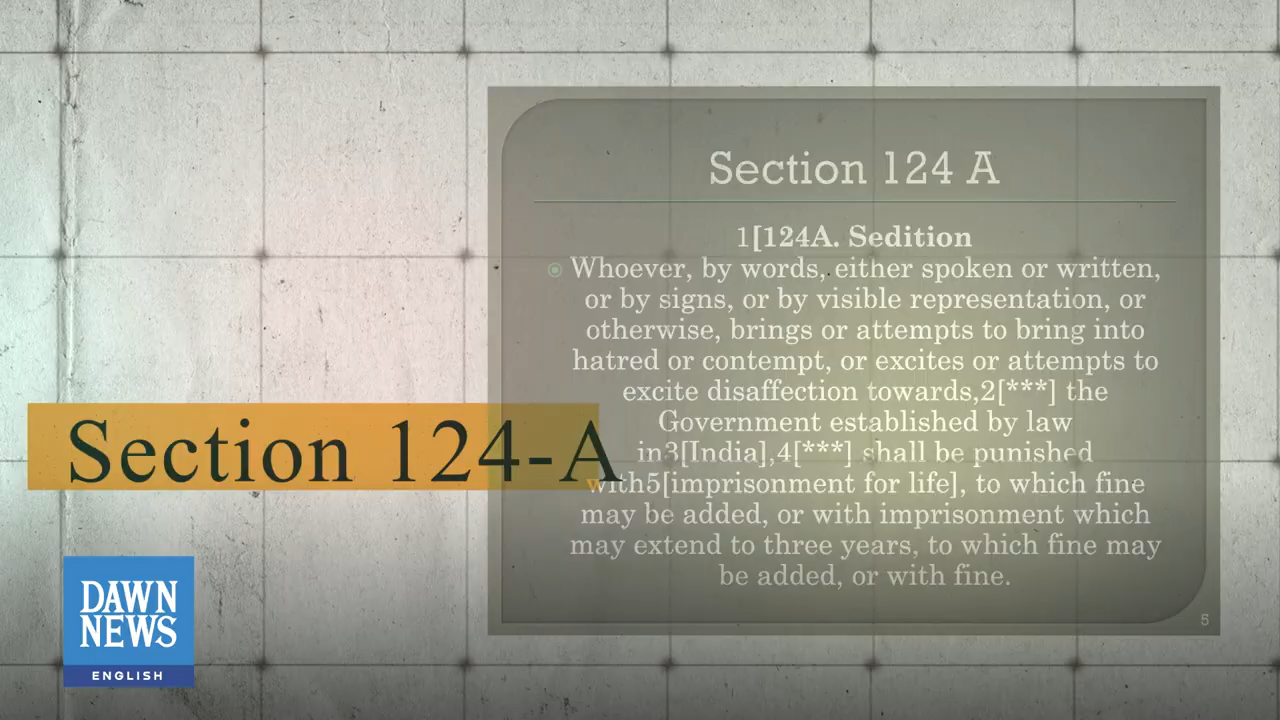 Section 124 A
1[124A. Sedition
Whoever, by words, either spoken or written,
or by signs, or by visible representation, or
otherwise, brings or attempts to bring into
hatred or contempt, or excites or attempts to
excite disaffection towards,2[***] the
Government established by law
in3[India],4[***] shall be punished
with5[imprisonment for life], to which fine
may be added, or with imprisonment which
may extend to three years, to which fine may
be added, or with fine.
5
Section 124-A
DAWN
NEWS
ENGLISH